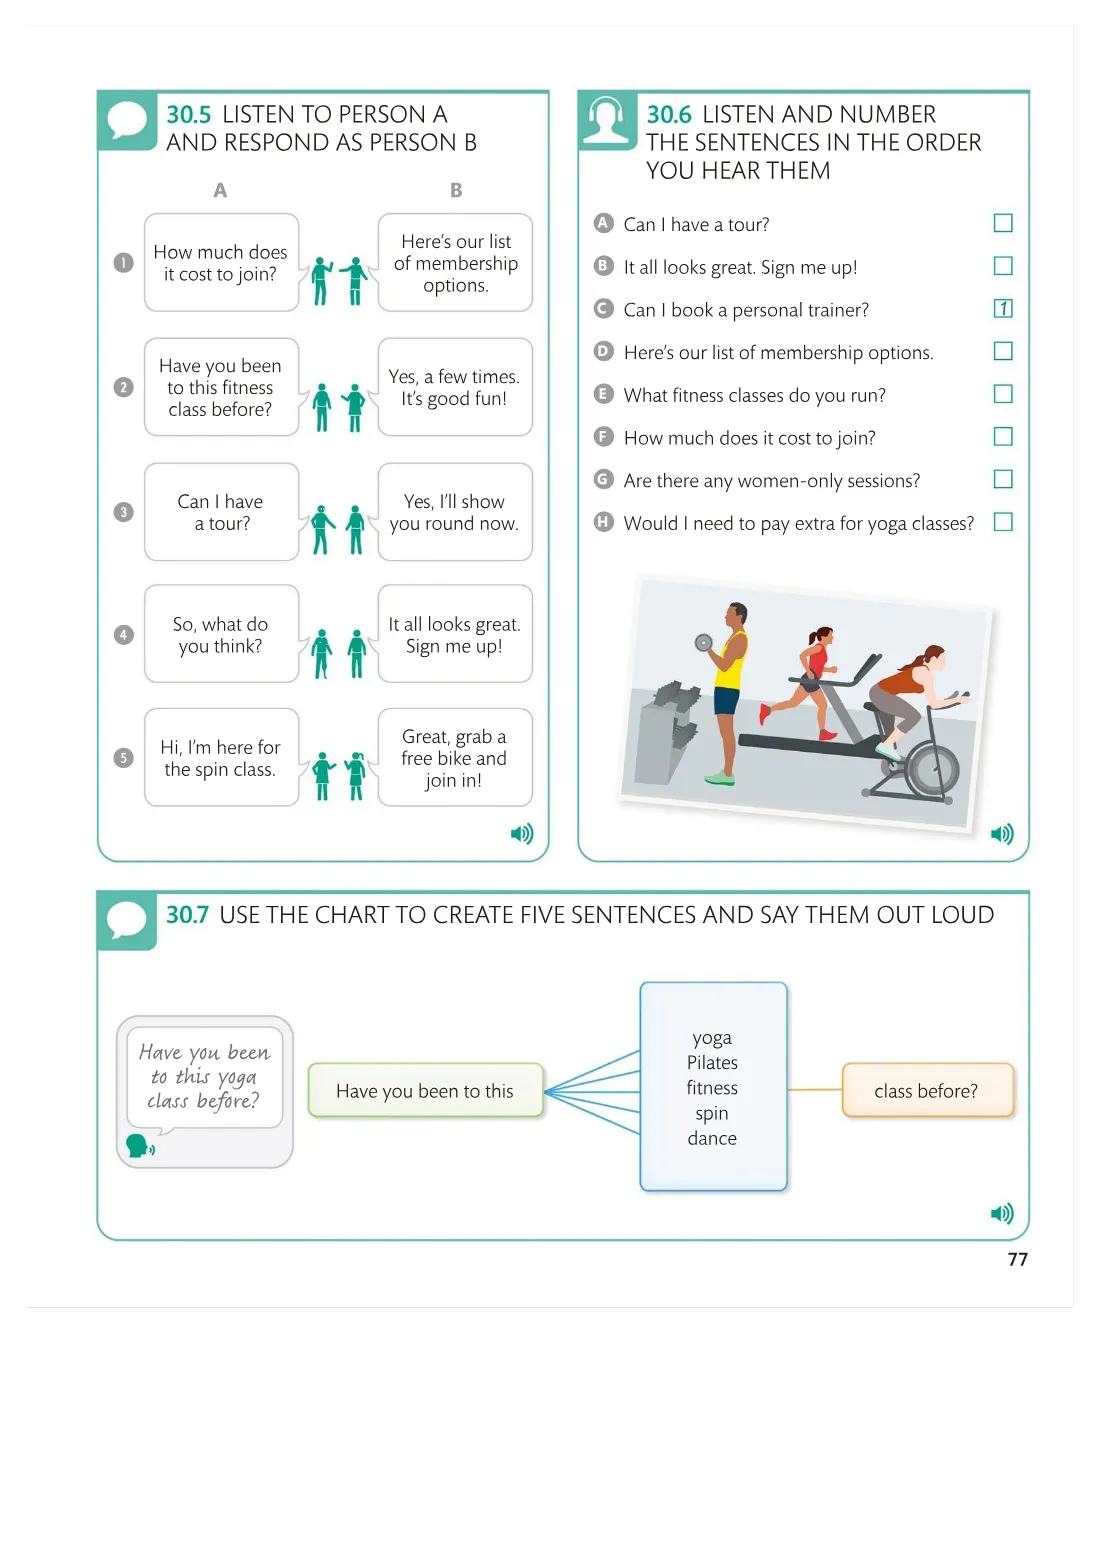 30.5 LISTEN TO PERSON A
AND RESPOND AS PERSON B
A
B
1
How much does
it cost to join?
Here's our list
of membership
options.
2
Have you been
to this fitness
class before?
Yes, a few times.
It's good fun!
3
Can I have
a tour?
Yes, I'll show
you round now.
4
So, what do
you think?
It all looks great.
Sign me up!
5
Hi, I'm here for
the spin class.
Great, grab a
free bike and
join in!
30.6 LISTEN AND NUMBER
THE SENTENCES IN THE ORDER
YOU HEAR THEM
A Can I have a tour?
B It all looks great. Sign me up!
C Can I book a personal trainer? 1
D Here's our list of membership options.
E What fitness classes do you run?
F How much does it cost to join?
G Are there any women-only sessions?
H Would I need to pay extra for yoga classes?
30.7 USE THE CHART TO CREATE FIVE SENTENCES AND SAY THEM OUT LOUD
Have you been
to this yoga
class before?
Have you been to this
yoga
Pilates
fitness
spin
dance
class before?
77